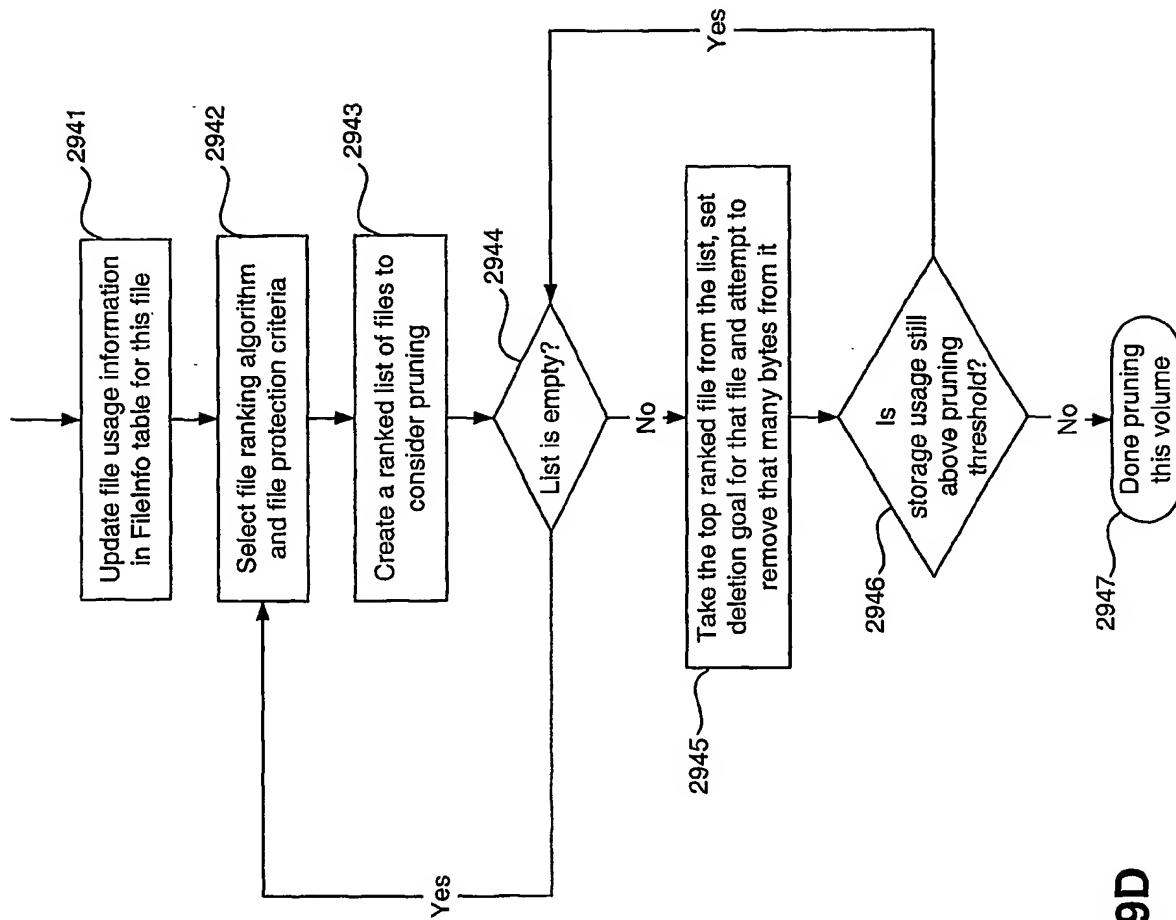 2941
Update file usage information
in FileInfo table for this file
2942
Select file ranking algorithm
and file protection criteria
2943
Create a ranked list of files to
consider pruning
2944
List is empty?
Yes
No
2945
Take the top ranked file from the list, set
deletion goal for that file and attempt to
remove that many bytes from it
2946
Is
storage usage still
above pruning
threshold?
Yes
No
2947
Done pruning
this volume
9D